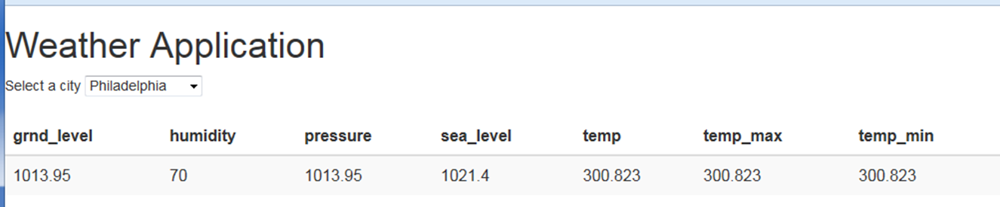 Weather Application
Select a city Philadelphia
grnd_level humidity pressure sea_level temp temp_max temp_min
1013.95 70 1013.95 1021.4 300.823 300.823 300.823